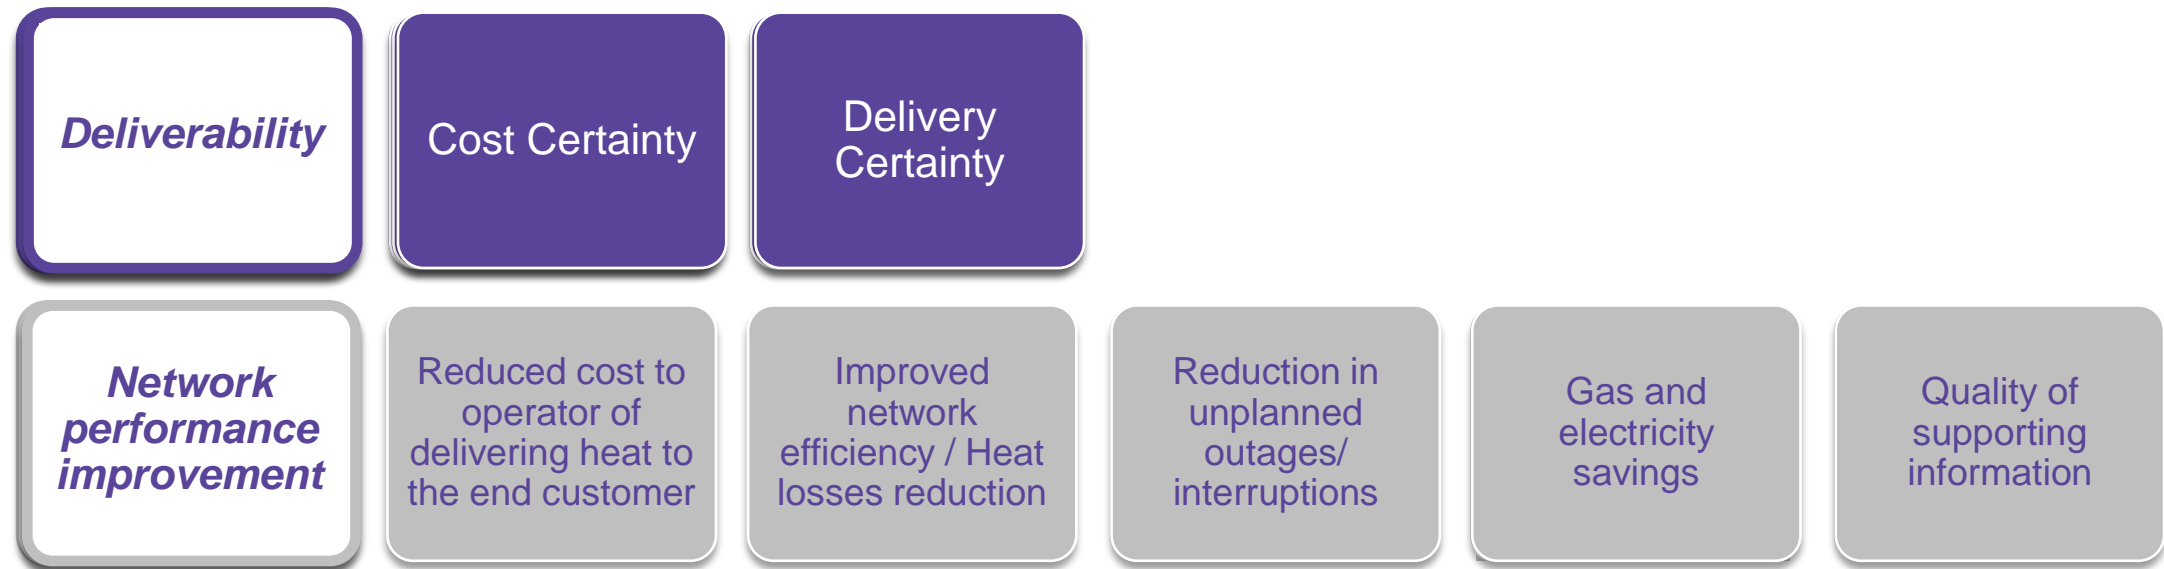 Deliverability
Cost Certainty
Delivery
Certainty
Network
performance
improvement
Reduced cost to
operator of
delivering heat to
the end customer
Improved
network
efficiency / Heat
losses reduction
Reduction in
unplanned
outages/
interruptions
Gas and
electricity
savings
Quality of
supporting
information